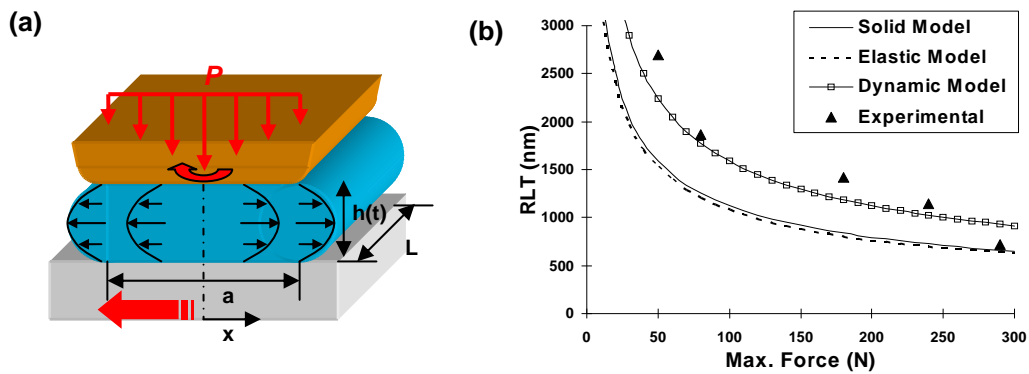 (a)
P
h(t)
L
a
x
(b)
RLT (nm)
3000
2500
2000
1500
1000
500
0
0
50
100
150
200
250
300
Max. Force (N)
Solid Model
Elastic Model
Dynamic Model
Experimental